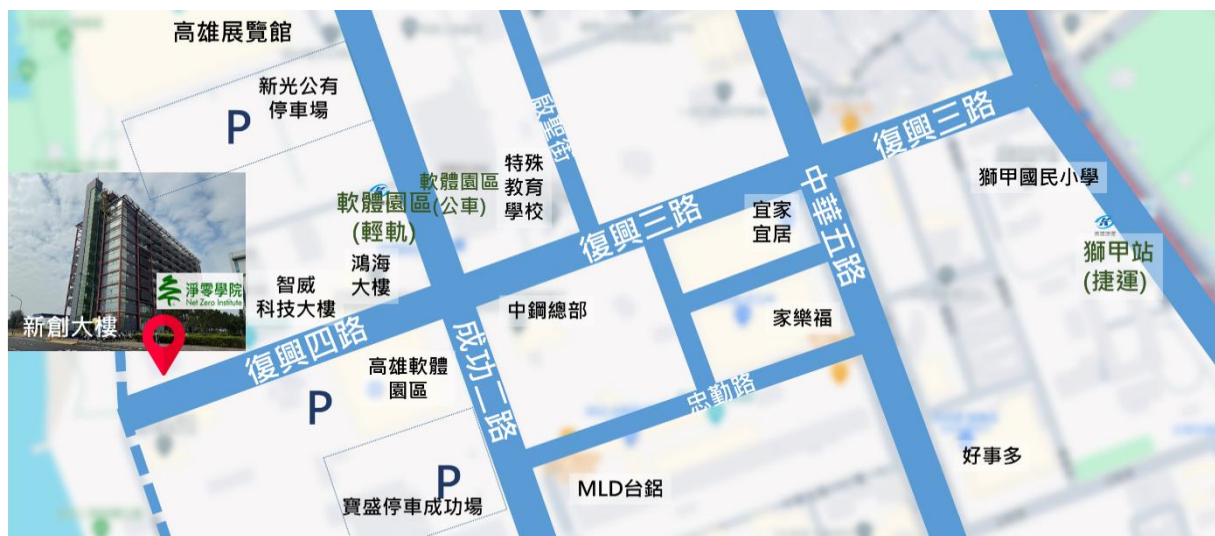 高雄展覽館
新光公有
停車場
P
啟聖街
復興三路
特殊
教育
學校
軟體園區
(公車)
軟體園區
(輕軌)
獅甲國民小學
中華五路
宜家
宜居
復興三路
獅甲站
(捷運)
淨零學院
Net Zero Institute
新創大樓
智威
科技大樓
鴻海
大樓
中鋼總部
家樂福
復興四路
成功二路
高雄軟體
園區
P
忠勤路
P
寶盛停車成功場
MLD台鋁
好事多